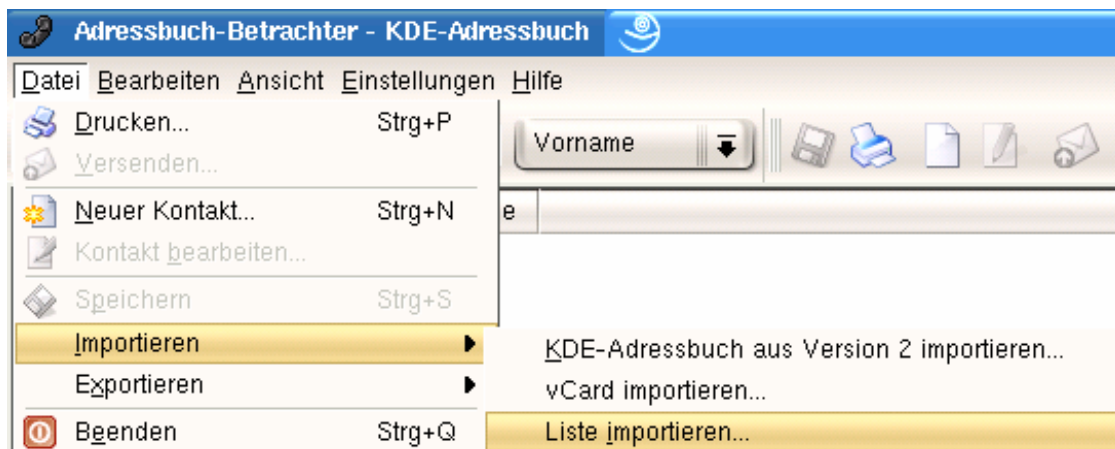 Adressbuch-Betrachter - KDE-Adressbuch
Datei Bearbeiten Ansicht Einstellungen Hilfe
Drucken... Strg+P
Vorname
Versenden...
Neuer Kontakt... Strg+N
e
Kontakt bearbeiten...
Speichern Strg+S
Importieren
KDE-Adressbuch aus Version 2 importieren...
Exportieren
vCard importieren...
Beenden Strg+Q
Liste importieren...